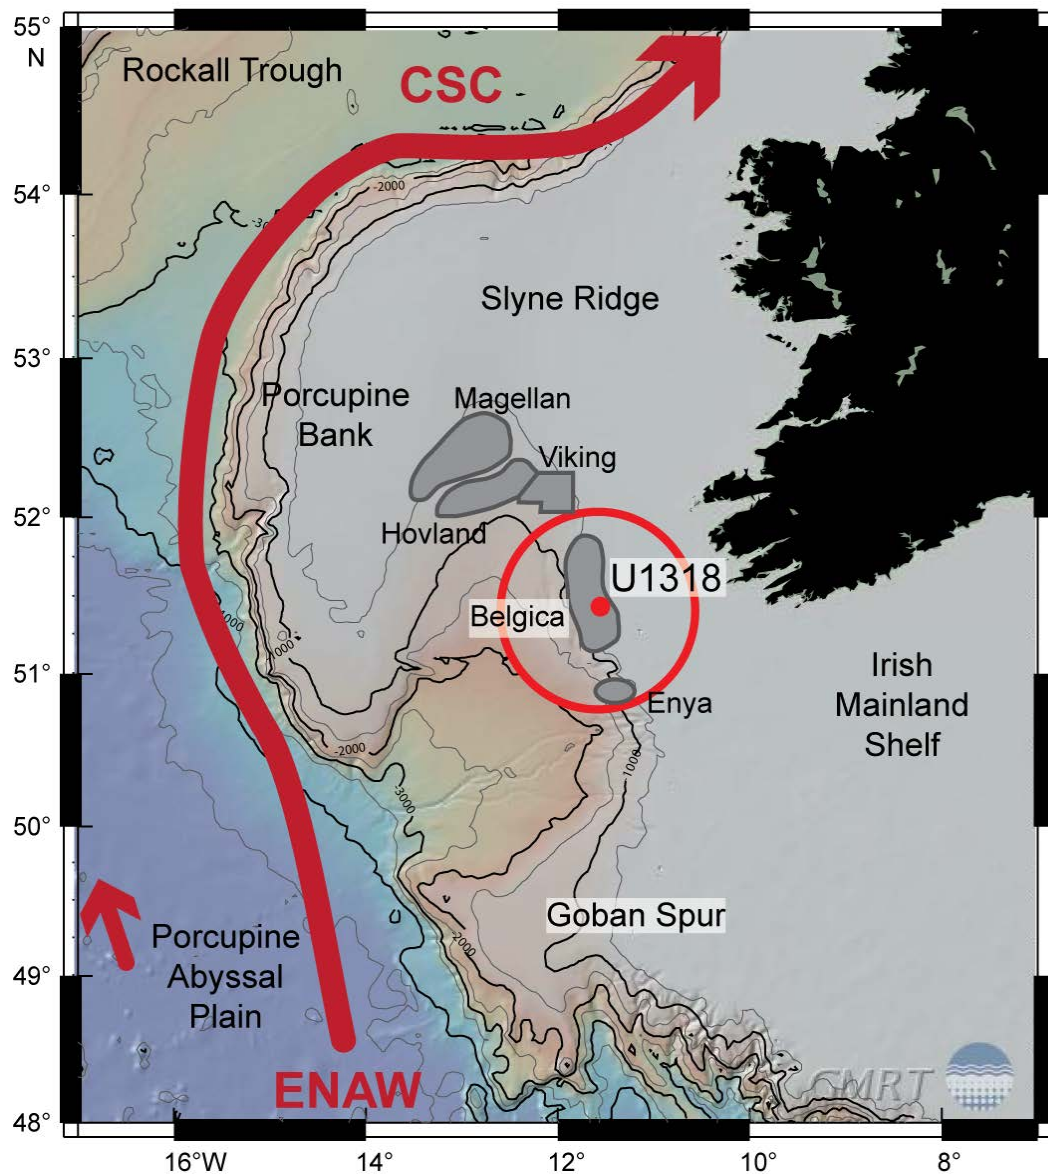 55°
N
Rockall Trough
CSC
-2000
54°
Slyne Ridge
53°
Porcupine
Bank
Magellan
Viking
52°
Hovland
U1318
Belgica
51°
Enya
Irish
Mainland
Shelf
-2000
-1000
-3000
50°
Goban Spur
-2000
Porcupine
Abyssal
Plain
49°
ENAW
CMRT
48°
16°W
14°
12°
10°
8°